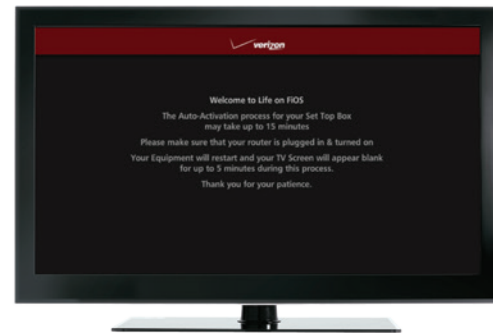 verizon
Welcome to Life on FiOS
The Auto-Activation process for your Set Top Box
may take up to 15 minutes
Please make sure that your router is plugged in & turned on
Your Equipment will restart and your TV Screen will appear blank
for up to 5 minutes during this process.
Thank you for your patience.